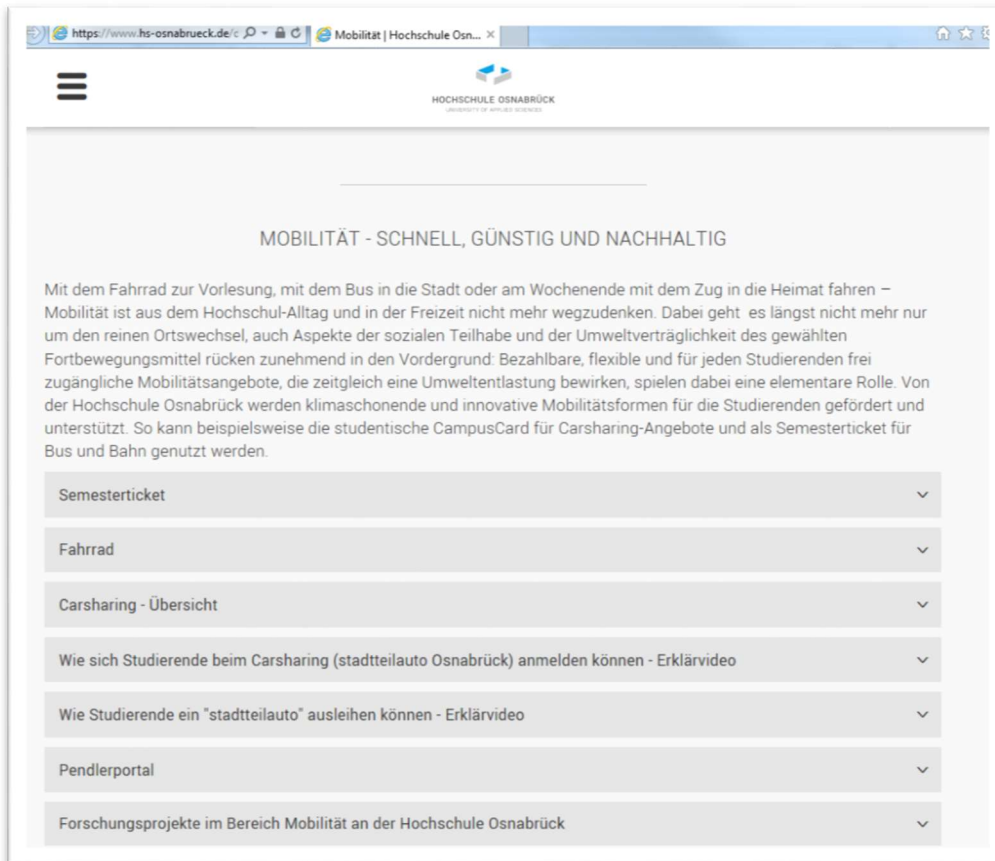 https://www.hs-osnabrueck.de/c
Mobilität | Hochschule Osn... ×
HOCHSCHULE OSNABRÜCK
UNIVERSITY OF APPLIED SCIENCES
MOBILITÄT - SCHNELL, GÜNSTIG UND NACHHALTIG
Mit dem Fahrrad zur Vorlesung, mit dem Bus in die Stadt oder am Wochenende mit dem Zug in die Heimat fahren –
Mobilität ist aus dem Hochschul-Alltag und in der Freizeit nicht mehr wegzudenken. Dabei geht es längst nicht mehr nur
um den reinen Ortswechsel, auch Aspekte der sozialen Teilhabe und der Umweltverträglichkeit des gewählten
Fortbewegungsmittel rücken zunehmend in den Vordergrund: Bezahlbare, flexible und für jeden Studierenden frei
zugängliche Mobilitätsangebote, die zeitgleich eine Umweltentlastung bewirken, spielen dabei eine elementare Rolle. Von
der Hochschule Osnabrück werden klimaschonende und innovative Mobilitätsformen für die Studierenden gefördert und
unterstützt. So kann beispielsweise die studentische CampusCard für Carsharing-Angebote und als Semesterticket für
Bus und Bahn genutzt werden.
Semesterticket
Fahrrad
Carsharing - Übersicht
Wie sich Studierende beim Carsharing (stadtteilauto Osnabrück) anmelden können - Erklärvideo
Wie Studierende ein "stadtteilauto" ausleihen können - Erklärvideo
Pendlerportal
Forschungsprojekte im Bereich Mobilität an der Hochschule Osnabrück